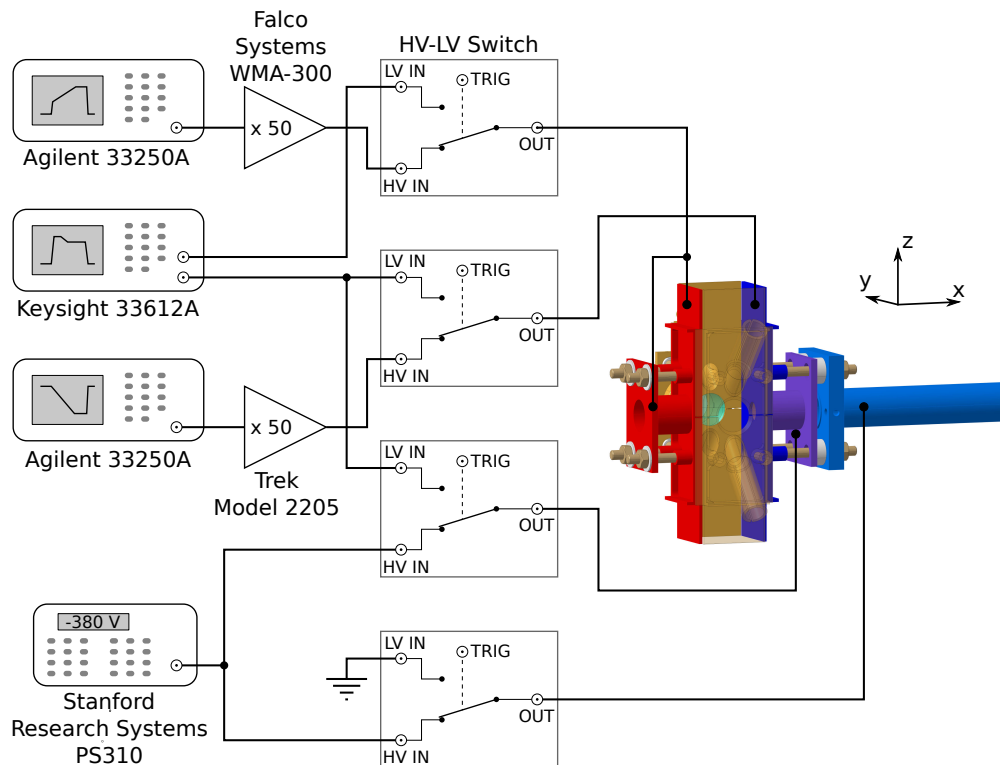 Falco
Systems
WMA-300
HV-LV Switch
LV IN
TRIG
x 50
OUT
HV IN
Agilent 33250A
Keysight 33612A
LV IN
TRIG
OUT
HV IN
z
y
x
Agilent 33250A
x 50
Trek
Model 2205
LV IN
TRIG
OUT
HV IN
-380 V
Stanford
Research Systems
PS310
LV IN
TRIG
OUT
HV IN